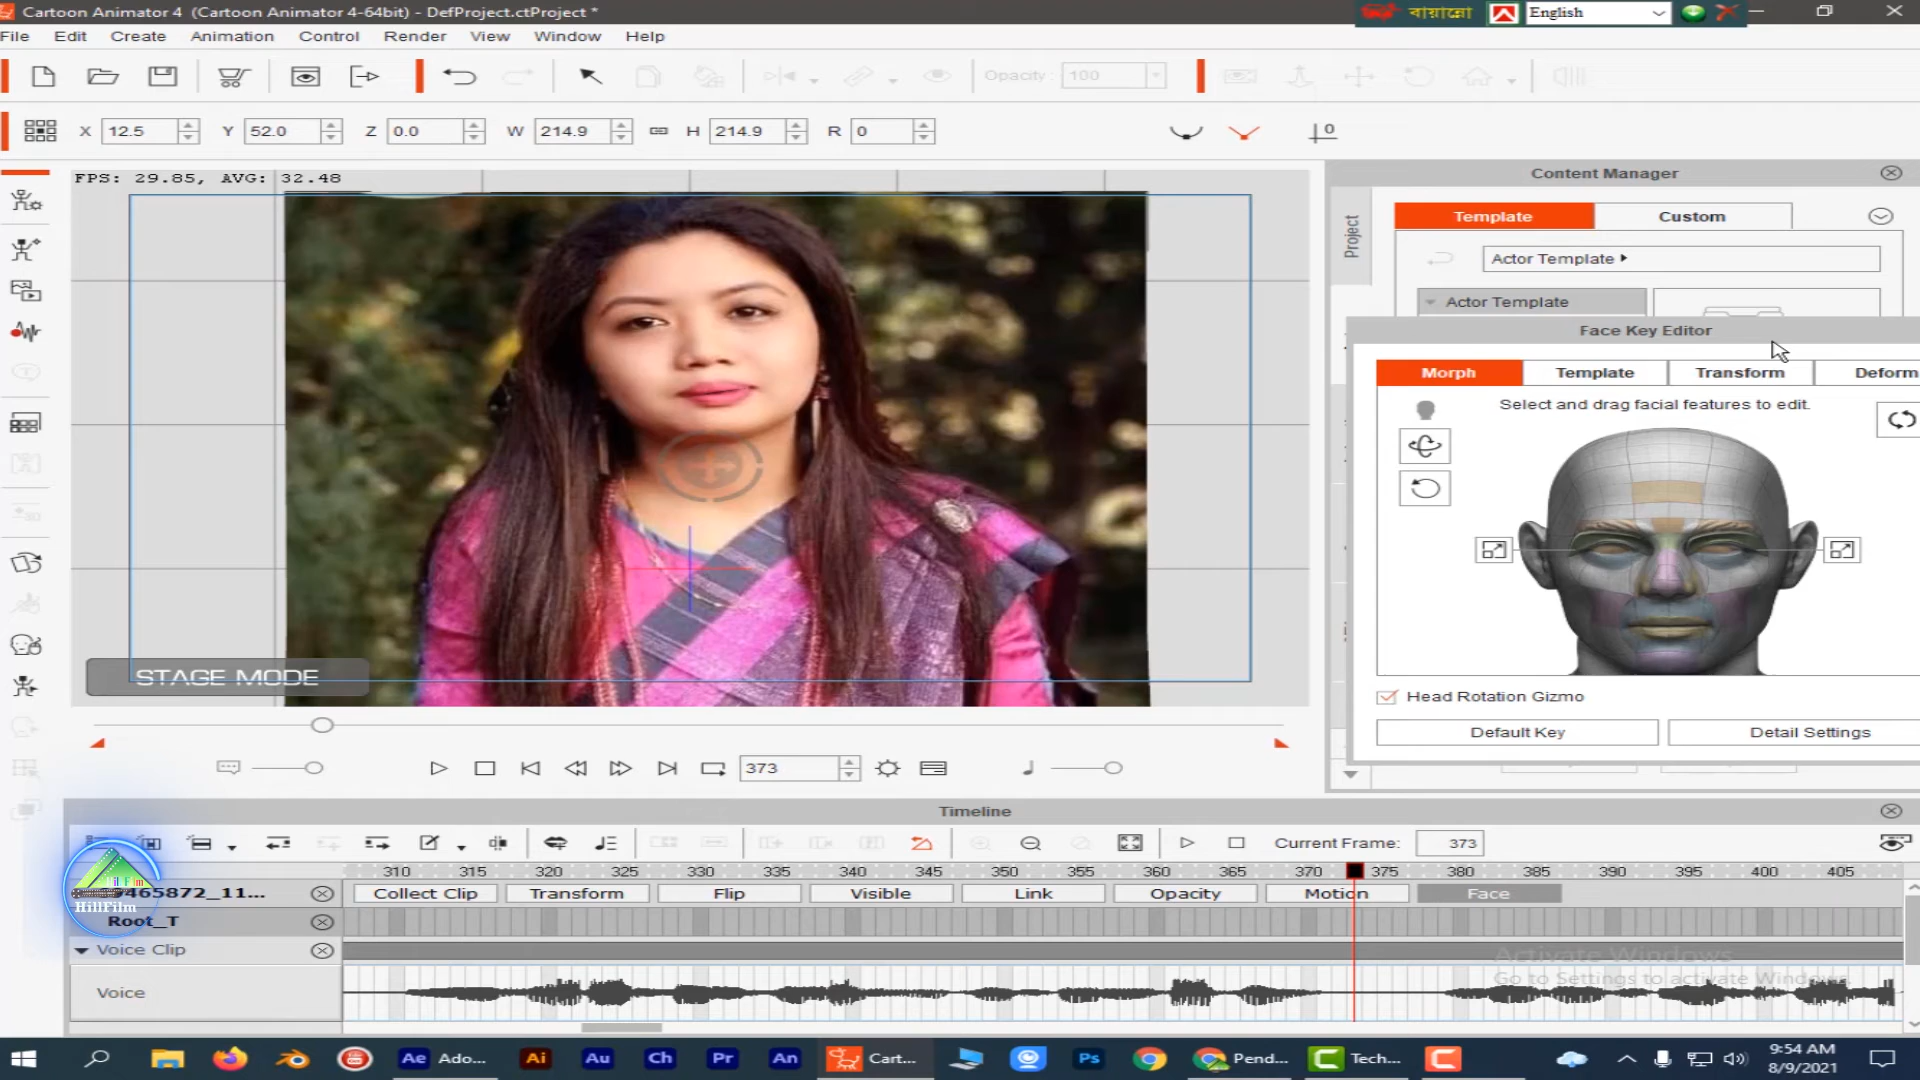 Cartoon Animator 4 (Cartoon Animator 4-64bit) - DefProject.ctProject *
বায়ান্নো
English
File Edit Create Animation Control Render View Window Help
Opacity : 100
X 12.5 Y 52.0 Z 0.0 W 214.9 H 214.9 R 0
FPS: 29.85, AVG: 32.48
STAGE MODE
Content Manager
Project
Template Custom
Actor Template
Actor Template
Face Key Editor
Morph Template Transform Deform
Select and drag facial features to edit.
Head Rotation Gizmo
Default Key Detail Settings
373
Timeline
Current Frame: 373
310 315 320 325 330 335 340 345 350 355 360 365 370 375 380 385 390 395 400 405
465872_11...
Collect Clip Transform Flip Visible Link Opacity Motion Face
Hill Film
HillFilm
Root_T
Voice Clip
Voice
Activate Windows
Go to Settings to activate Windows.
Ae Ado... Ai Au Ch Pr An Cart... Ps Pend... Tech...
9:54 AM
8/9/2021